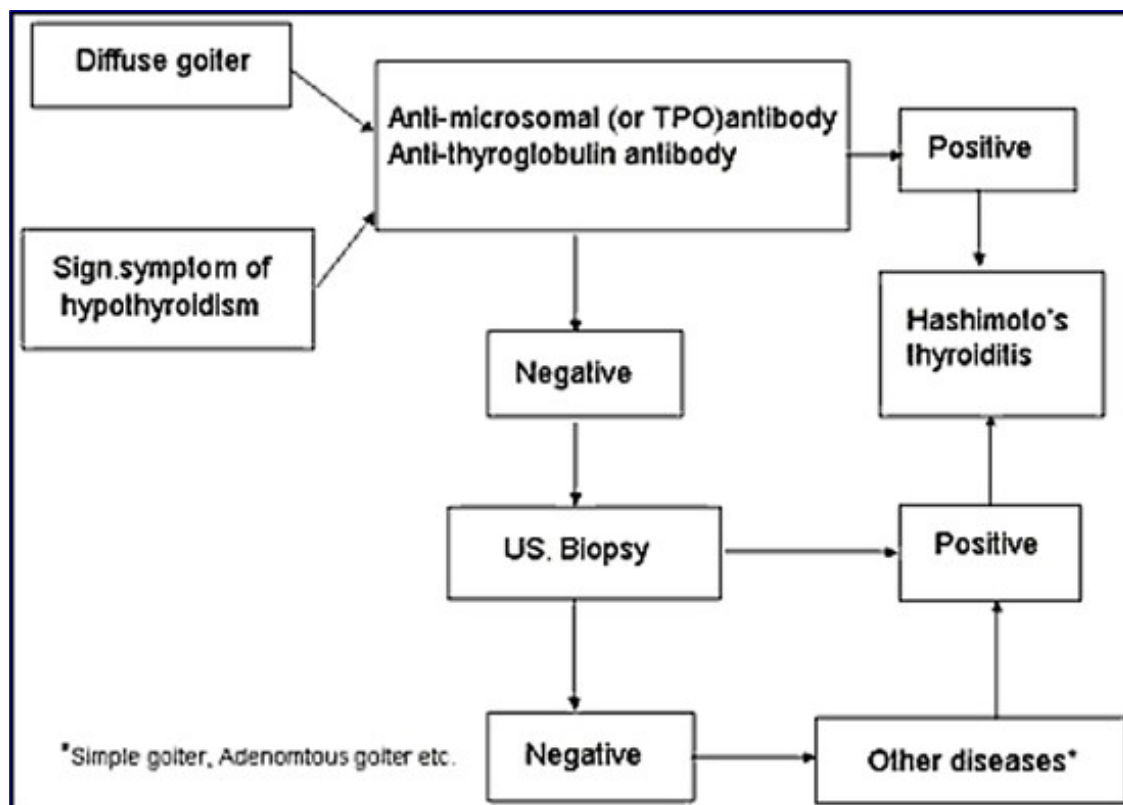 Diffuse goiter
Anti-microsomal (or TPO)antibody
Anti-thyroglobulin antibody
Positive
Sign.symptom of
hypothyroidism
Hashimoto's
thyroiditis
Negative
US. Biopsy
Positive
Negative
Other diseases*
*Simple goiter, Adenomtous goiter etc.